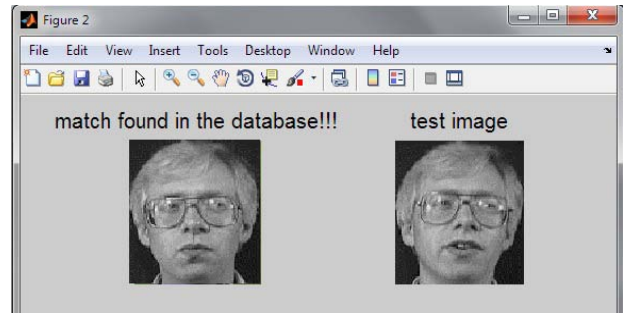 Figure 2
File Edit View Insert Tools Desktop Window Help
match found in the database!!! test image